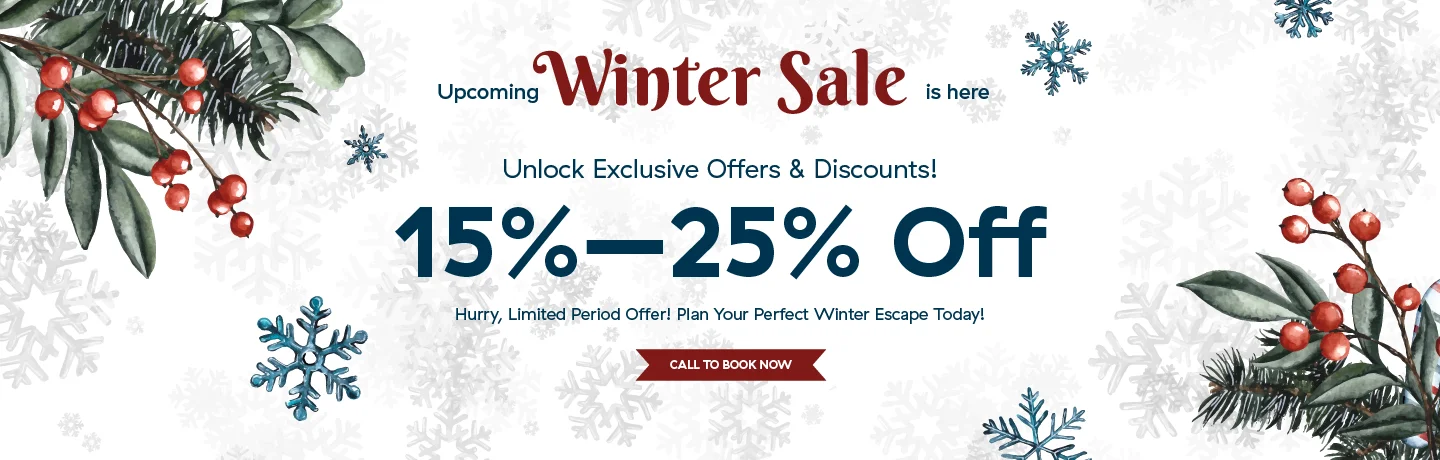 Upcoming Winter Sale is here
Unlock Exclusive Offers & Discounts!
15%—25% Off
Hurry, Limited Period Offer! Plan Your Perfect Winter Escape Today!
CALL TO BOOK NOW